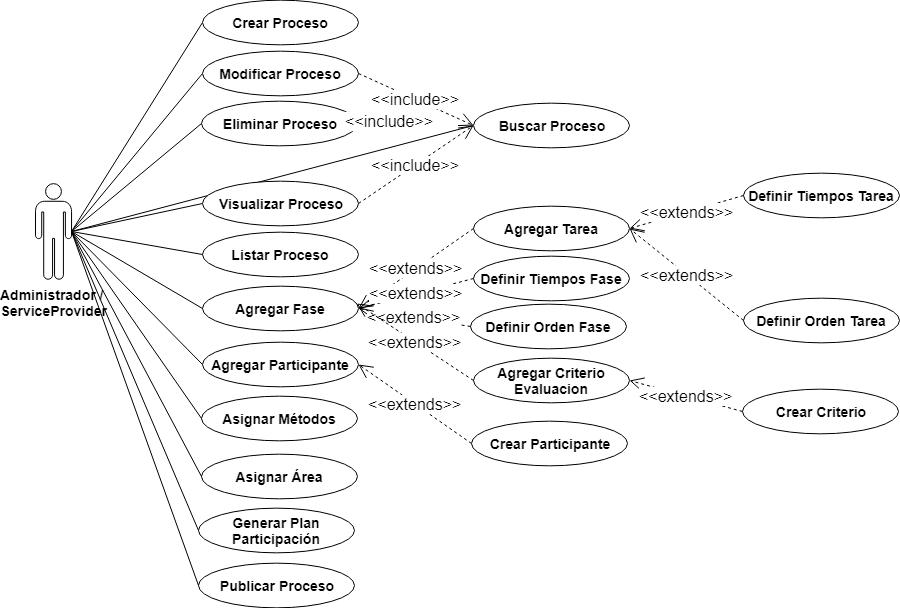 Crear Proceso
Modificar Proceso
<<include>>
Eliminar Proceso
<<include>>
Buscar Proceso
<<include>>
Visualizar Proceso
Definir Tiempos Tarea
<<extends>>
Agregar Tarea
Listar Proceso
<<extends>>
Definir Tiempos Fase
<<extends>>
<<extends>>
Administrador /
ServiceProvider
Agregar Fase
<<extends>>
Definir Orden Fase
Definir Orden Tarea
<<extends>>
Agregar Participante
Agregar Criterio
Evaluacion
<<extends>>
<<extends>>
Crear Criterio
Asignar Métodos
Crear Participante
Asignar Área
Generar Plan
Participación
Publicar Proceso